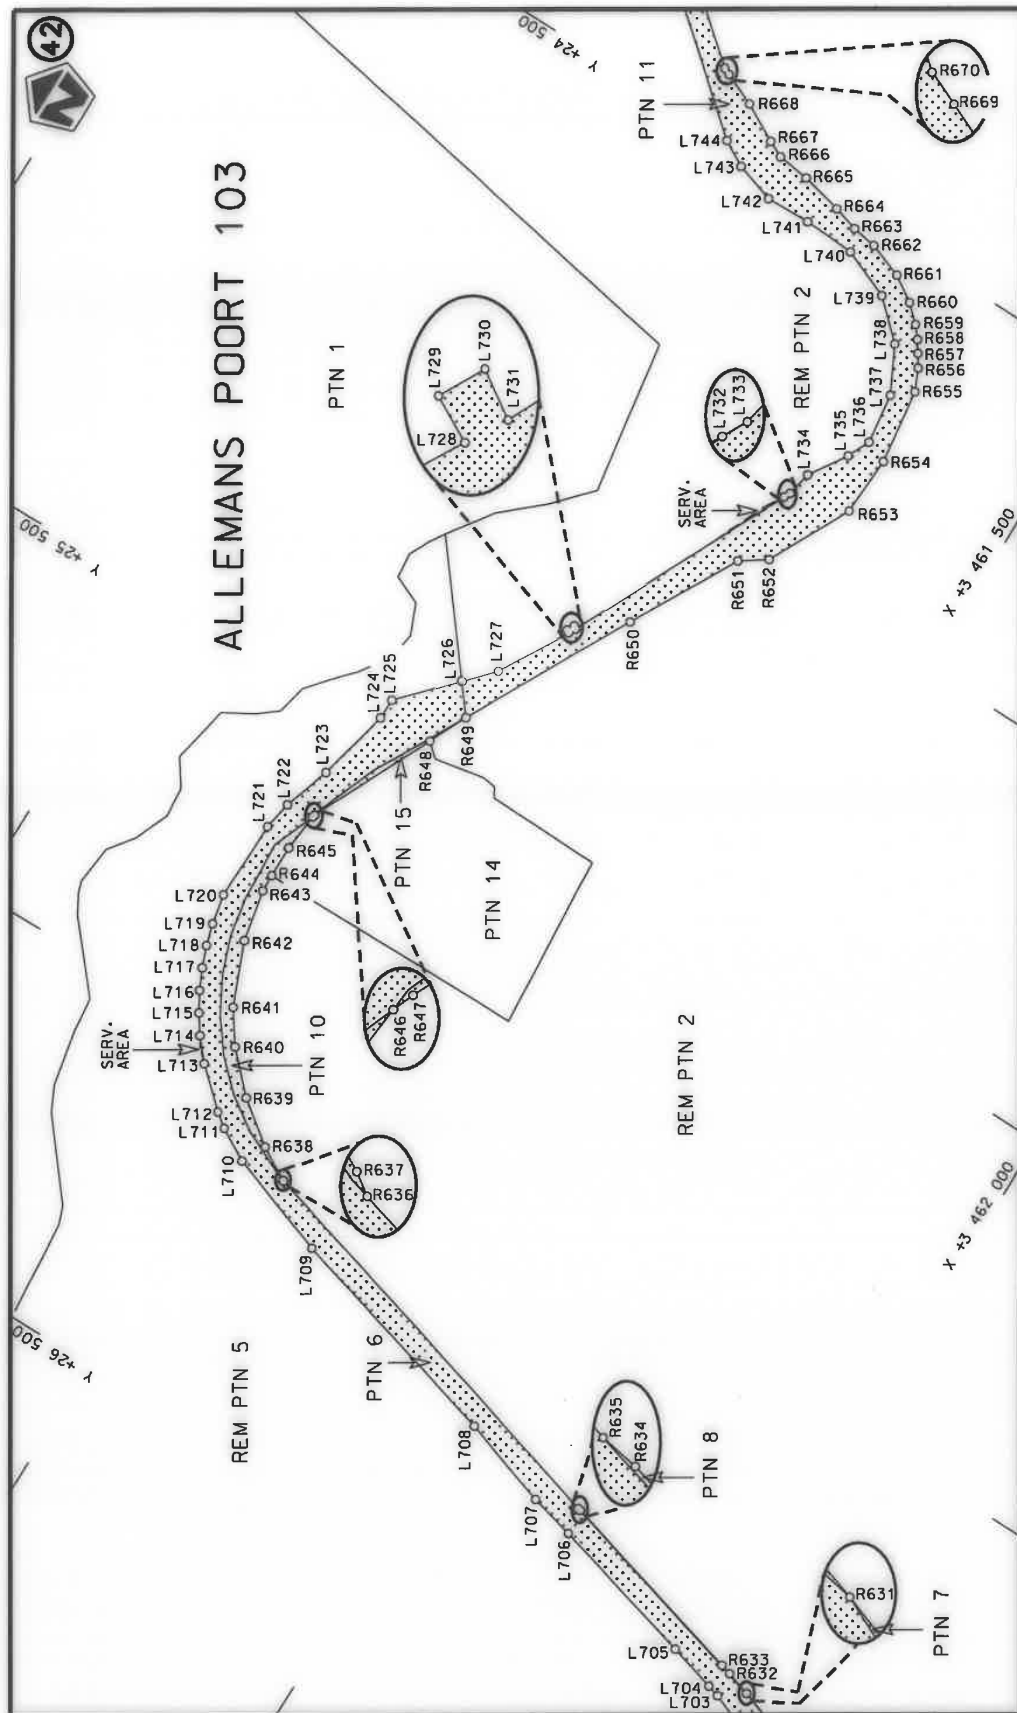 42
N
ALLEMANS POORT 103
Y +24 500
Y +25 500
Y +26 500
X +3 461 500
X +3 462 000
PTN 11
PTN 1
REM PTN 2
SERV.
AREA
PTN 15
PTN 14
SERV.
AREA
PTN 10
REM PTN 2
REM PTN 5
PTN 6
PTN 8
PTN 7
L703
L704
L705
L706
L707
L708
L709
L710
L711
L712
L713
L714
L715
L716
L717
L718
L719
L720
L721
L722
L723
L724
L725
L726
L727
L728
L729
L730
L731
L732
L733
L734
L735
L736
L737
L738
L739
L740
L741
L742
L743
L744
R631
R632
R633
R634
R635
R636
R637
R638
R639
R640
R641
R642
R643
R644
R645
R646
R647
R648
R649
R650
R651
R652
R653
R654
R655
R656
R657
R658
R659
R660
R661
R662
R663
R664
R665
R666
R667
R668
R669
R670